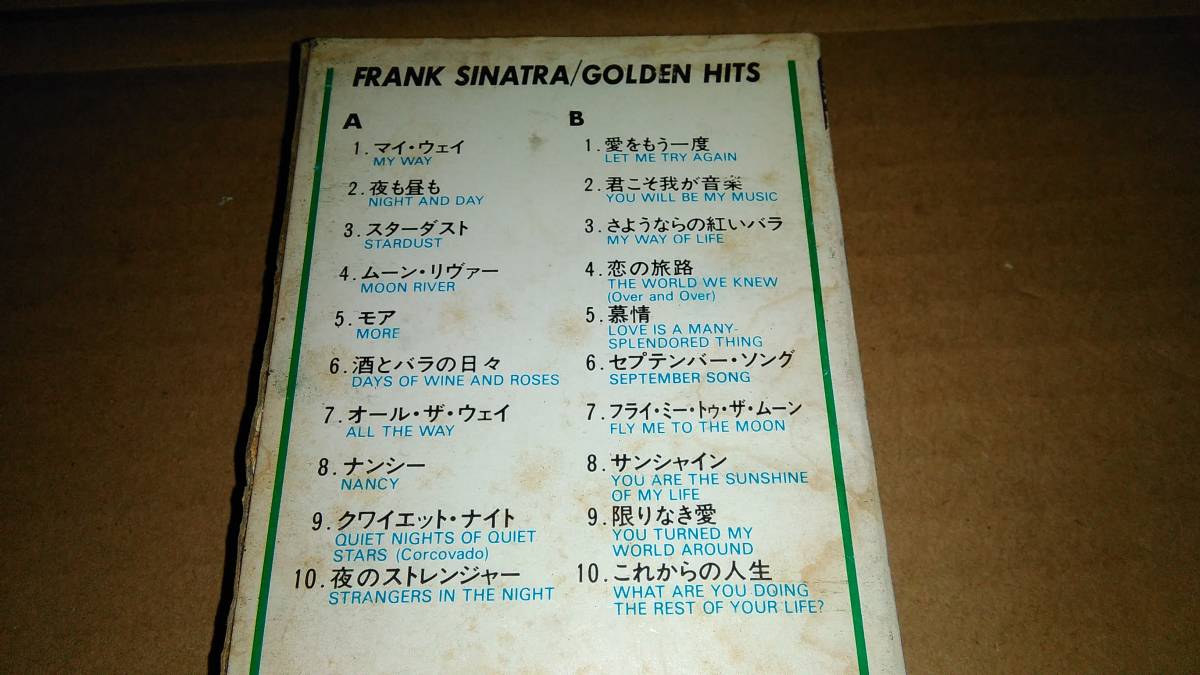 FRANK SINATRA/GOLDEN HITS
A
1. マイ・ウェイ
MY WAY
2. 夜も昼も
NIGHT AND DAY
3. スターダスト
STARDUST
4. ムーン・リヴァー
MOON RIVER
5. モア
MORE
6. 酒とバラの日々
DAYS OF WINE AND ROSES
7. オール・ザ・ウェイ
ALL THE WAY
8. ナンシー
NANCY
9. クワイエット・ナイト
QUIET NIGHTS OF QUIET
STARS (Corcovado)
10. 夜のストレンジャー
STRANGERS IN THE NIGHT
B
1. 愛をもう一度
LET ME TRY AGAIN
2. 君こそ我が音楽
YOU WILL BE MY MUSIC
3. さようならの紅いバラ
MY WAY OF LIFE
4. 恋の旅路
THE WORLD WE KNEW
(Over and Over)
5. 慕情
LOVE IS A MANY-
SPLENDORED THING
6. セプテンバー・ソング
SEPTEMBER SONG
7. フライ・ミー・トゥ・ザ・ムーン
FLY ME TO THE MOON
8. サンシャイン
YOU ARE THE SUNSHINE
OF MY LIFE
9. 限りなき愛
YOU TURNED MY
WORLD AROUND
10. これからの人生
WHAT ARE YOU DOING
THE REST OF YOUR LIFE?